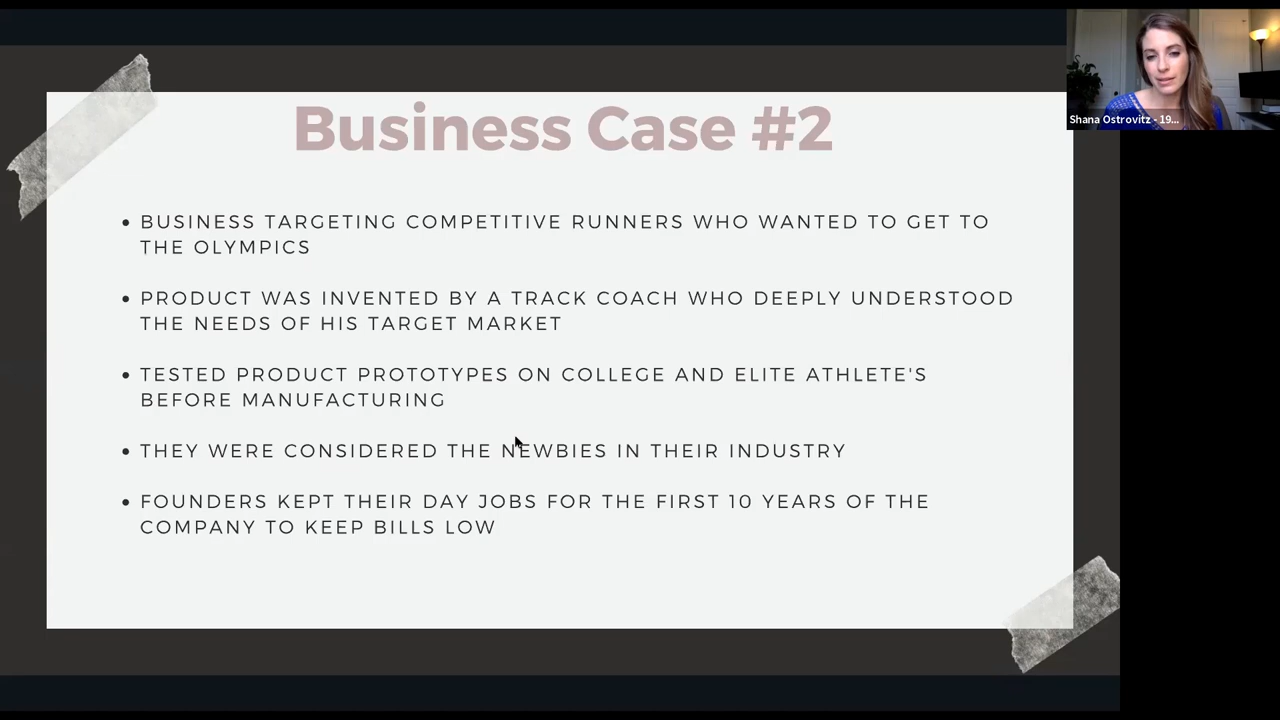 Business Case #2
BUSINESS TARGETING COMPETITIVE RUNNERS WHO WANTED TO GET TO
THE OLYMPICS
PRODUCT WAS INVENTED BY A TRACK COACH WHO DEEPLY UNDERSTOOD
THE NEEDS OF HIS TARGET MARKET
TESTED PRODUCT PROTOTYPES ON COLLEGE AND ELITE ATHLETE'S
BEFORE MANUFACTURING
THEY WERE CONSIDERED THE NEWBIES IN THEIR INDUSTRY
FOUNDERS KEPT THEIR DAY JOBS FOR THE FIRST 10 YEARS OF THE
COMPANY TO KEEP BILLS LOW
Shana Ostrovitz - 19...